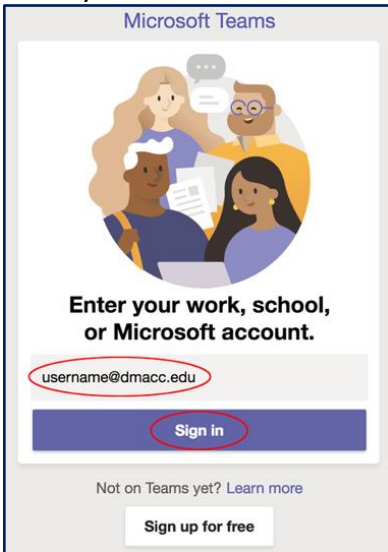 Microsoft Teams
Enter your work, school,
or Microsoft account.
username@dmacc.edu
Sign in
Not on Teams yet? Learn more
Sign up for free